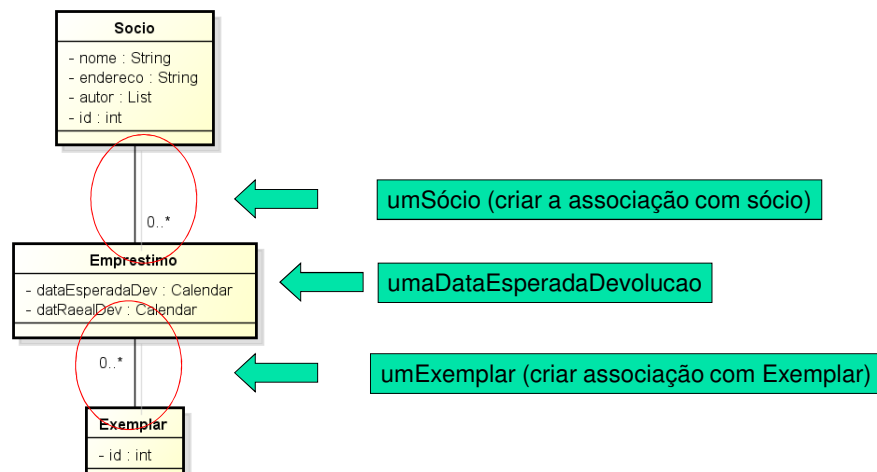 Socio
- nome : String
- endereco : String
- autor : List
- id : int
0..*
umSócio (criar a associação com sócio)
Emprestimo
- dataEsperadaDev : Calendar
- datRaealDev : Calendar
umaDataEsperadaDevolucao
0..*
umExemplar (criar associação com Exemplar)
Exemplar
- id : int